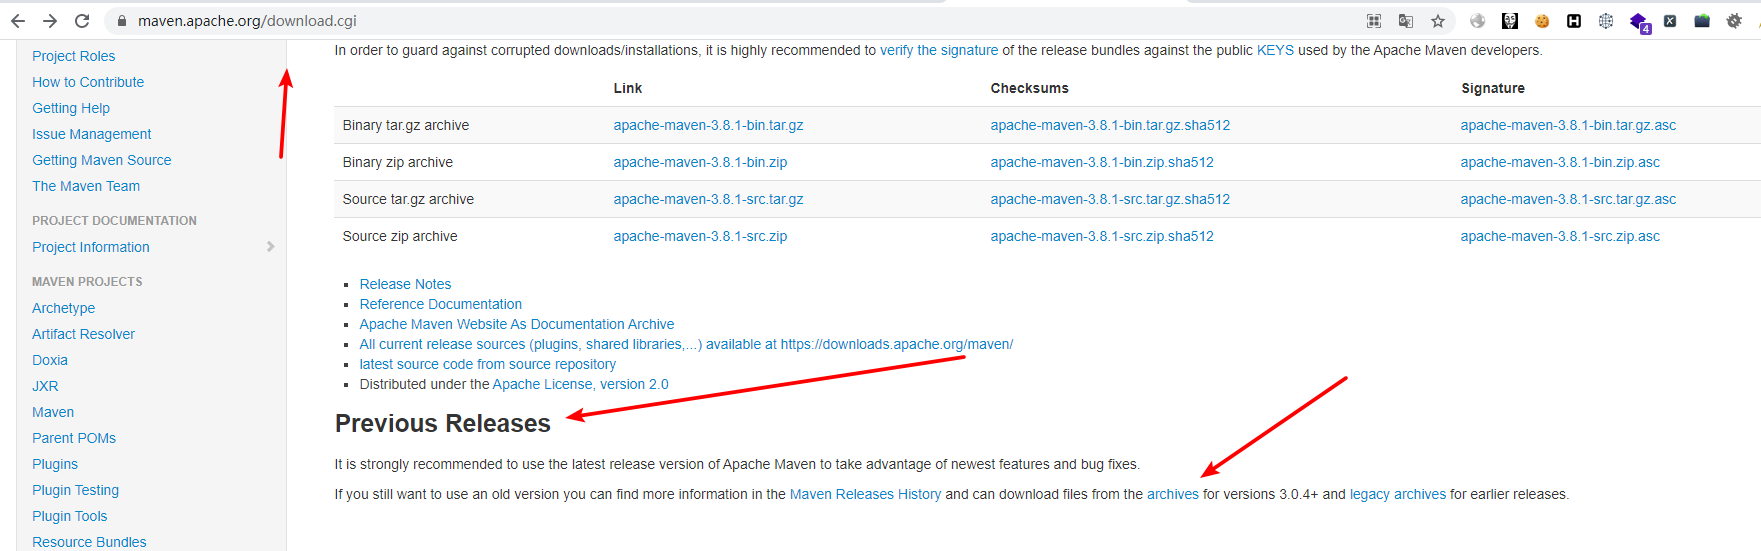 maven.apache.org/download.cgi
4
Project Roles
How to Contribute
Getting Help
Issue Management
Getting Maven Source
The Maven Team
PROJECT DOCUMENTATION
Project Information
MAVEN PROJECTS
Archetype
Artifact Resolver
Doxia
JXR
Maven
Parent POMs
Plugins
Plugin Testing
Plugin Tools
Resource Bundles
In order to guard against corrupted downloads/installations, it is highly recommended to verify the signature of the release bundles against the public KEYS used by the Apache Maven developers.
Link Checksums Signature
Binary tar.gz archive apache-maven-3.8.1-bin.tar.gz apache-maven-3.8.1-bin.tar.gz.sha512 apache-maven-3.8.1-bin.tar.gz.asc
Binary zip archive apache-maven-3.8.1-bin.zip apache-maven-3.8.1-bin.zip.sha512 apache-maven-3.8.1-bin.zip.asc
Source tar.gz archive apache-maven-3.8.1-src.tar.gz apache-maven-3.8.1-src.tar.gz.sha512 apache-maven-3.8.1-src.tar.gz.asc
Source zip archive apache-maven-3.8.1-src.zip apache-maven-3.8.1-src.zip.sha512 apache-maven-3.8.1-src.zip.asc
Release Notes
Reference Documentation
Apache Maven Website As Documentation Archive
All current release sources (plugins, shared libraries,...) available at https://downloads.apache.org/maven/
latest source code from source repository
Distributed under the Apache License, version 2.0
Previous Releases
It is strongly recommended to use the latest release version of Apache Maven to take advantage of newest features and bug fixes.
If you still want to use an old version you can find more information in the Maven Releases History and can download files from the archives for versions 3.0.4+ and legacy archives for earlier releases.